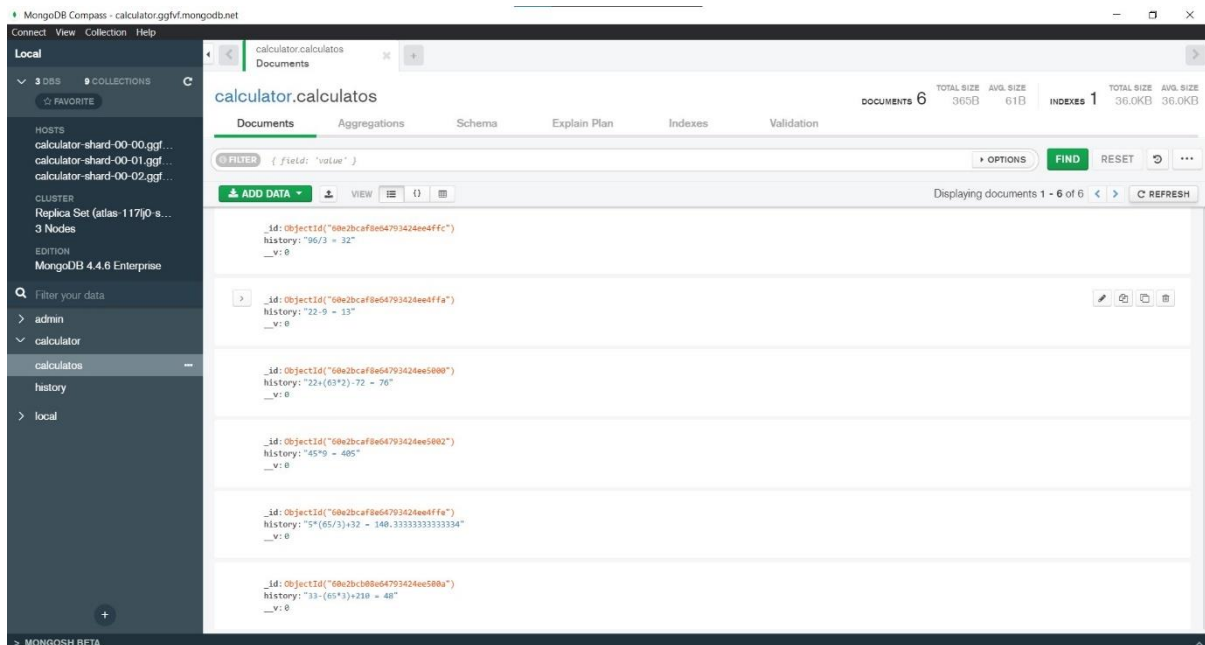 MongoDB Compass - calculator.ggfvf.mongodb.net
Connect View Collection Help
Local
3 DBS 9 COLLECTIONS
FAVORITE
HOSTS
calculator-shard-00-00.ggf...
calculator-shard-00-01.ggf...
calculator-shard-00-02.ggf...
CLUSTER
Replica Set (atlas-117lj0-s...
3 Nodes
EDITION
MongoDB 4.4.6 Enterprise
Filter your data
admin
calculator
calculatos
history
local
calculator.calculatos
Documents
calculator.calculatos
DOCUMENTS 6 TOTAL SIZE 365B AVG. SIZE 61B INDEXES 1 TOTAL SIZE 36.0KB AVG. SIZE 36.0KB
Documents Aggregations Schema Explain Plan Indexes Validation
FILTER { field: 'value' } OPTIONS FIND RESET ...
ADD DATA VIEW {} Displaying documents 1 - 6 of 6 < > REFRESH
_id:ObjectId("60e2bcaf8e64793424ee4ffc")
history:"96/3 = 32"
__v:0
_id:ObjectId("60e2bcaf8e64793424ee4ffa")
history:"22-9 = 13"
__v:0
_id:ObjectId("60e2bcaf8e64793424ee5000")
history:"22+(63*2)-72 = 76"
__v:0
_id:ObjectId("60e2bcaf8e64793424ee5002")
history:"45*9 = 405"
__v:0
_id:ObjectId("60e2bcaf8e64793424ee4ffe")
history:"5*(65/3)+32 = 140.33333333333334"
__v:0
_id:ObjectId("60e2bcb08e64793424ee500a")
history:"33-(65*3)+210 = 48"
__v:0
> MONGOSH BETA